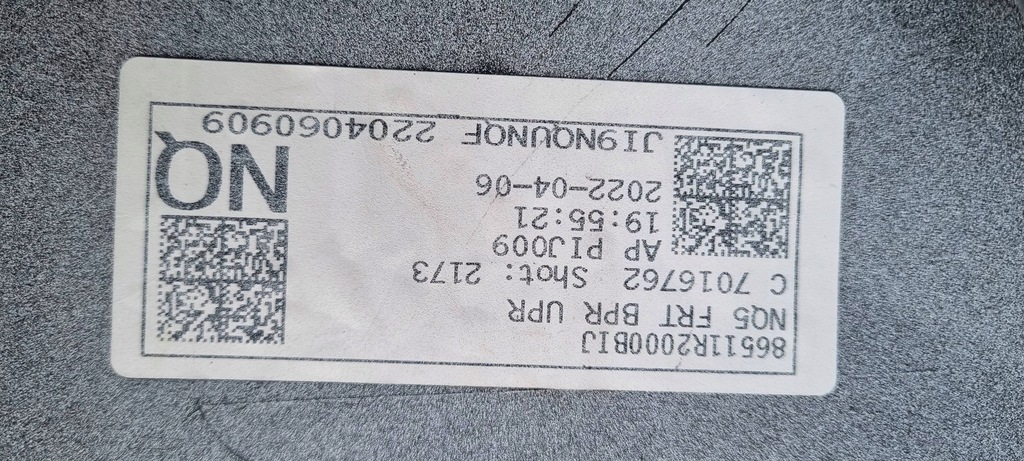 86511R2000BIJ
NQ5 FRT BPR UPR
C 7016762 Shot: 2173
AP PIJ009
19:55:21
2022-04-06
JI9NQUNQF 2204060909
NQ